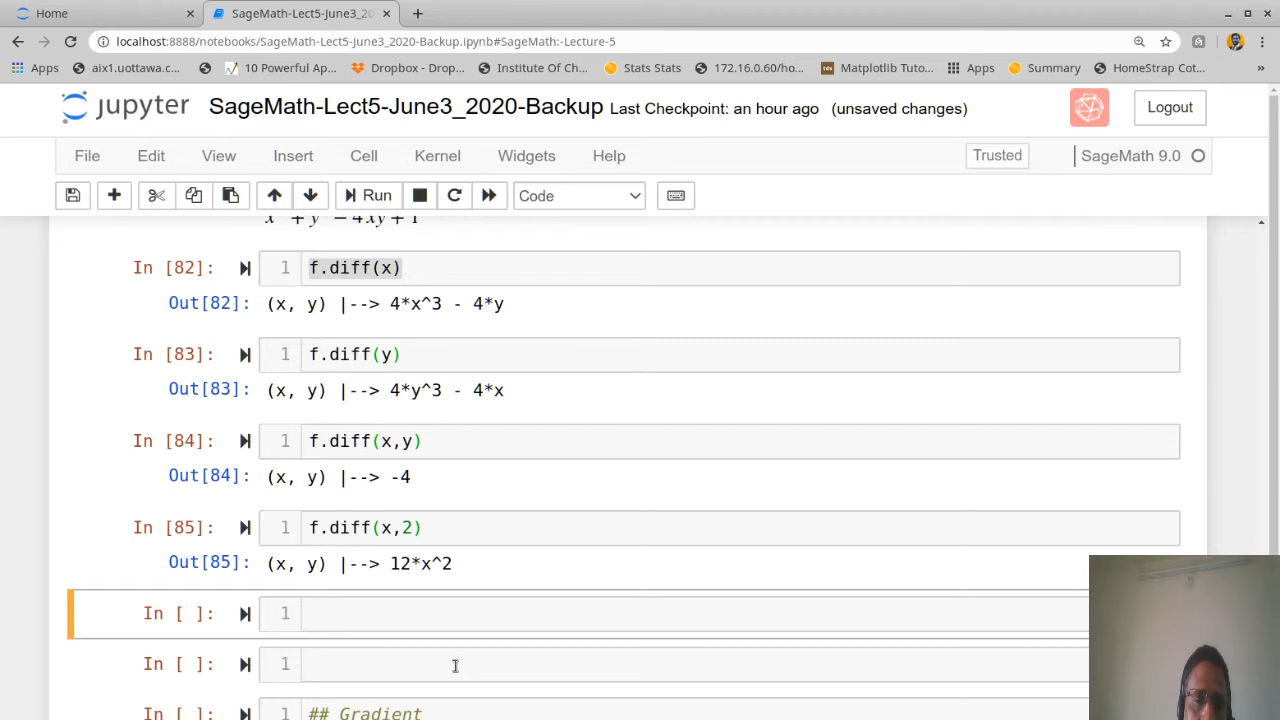 Home
SageMath-Lect5-June3_20
localhost:8888/notebooks/SageMath-Lect5-June3_2020-Backup.ipynb#SageMath:-Lecture-5
Apps aix1.uottawa.c... 10 Powerful Ap... Dropbox - Drop... Institute Of Ch... Stats Stats 172.16.0.60/ho... Matplotlib Tuto... Apps Summary HomeStrap Cot... »
jupyter SageMath-Lect5-June3_2020-Backup Last Checkpoint: an hour ago (unsaved changes) Logout
File Edit View Insert Cell Kernel Widgets Help Trusted SageMath 9.0
Run Code
In [82]: 1 f.diff(x)
Out[82]: (x, y) |--> 4*x^3 - 4*y
In [83]: 1 f.diff(y)
Out[83]: (x, y) |--> 4*y^3 - 4*x
In [84]: 1 f.diff(x,y)
Out[84]: (x, y) |--> -4
In [85]: 1 f.diff(x,2)
Out[85]: (x, y) |--> 12*x^2
In [ ]: 1
In [ ]: 1
In [ ]: 1 ## Gradient